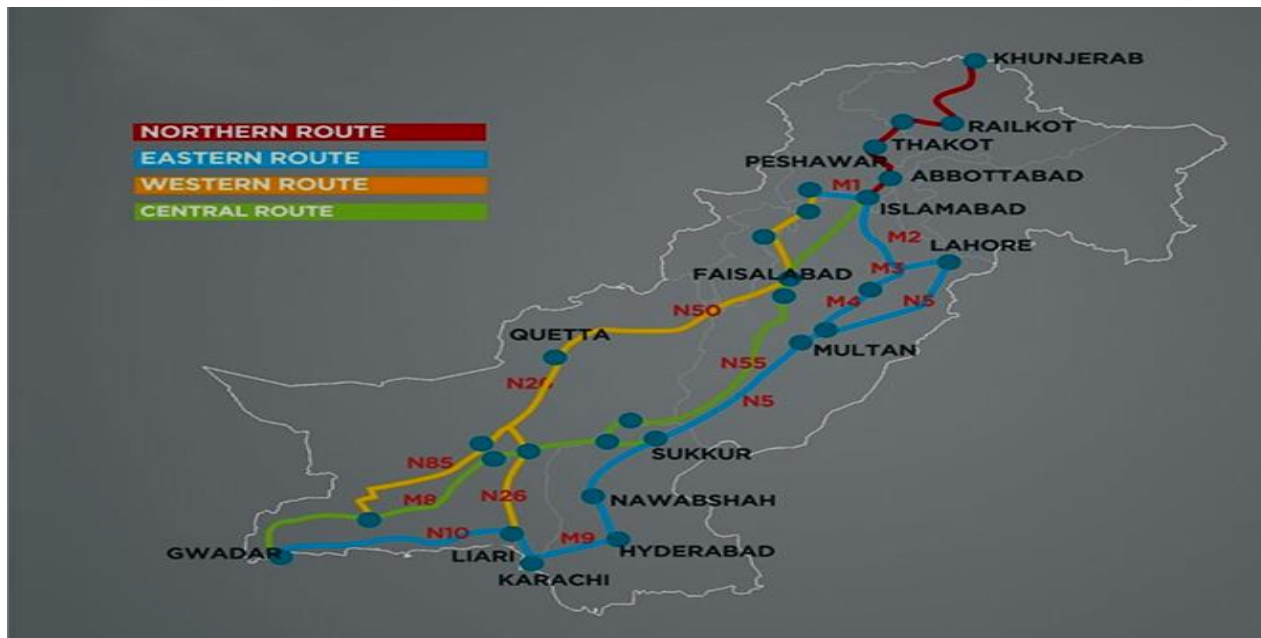 KHUNJERAB
NORTHERN ROUTE
RAILKOT
THAKOT
EASTERN ROUTE
PESHAWAR
ABBOTTABAD
WESTERN ROUTE
M1
ISLAMABAD
CENTRAL ROUTE
M2
LAHORE
M3
FAISALABAD
M4
N5
N50
QUETTA
MULTAN
N55
N20
N5
SUKKUR
N85
M8
N26
NAWABSHAH
N10
M9
GWADAR
LIARI
HYDERABAD
KARACHI